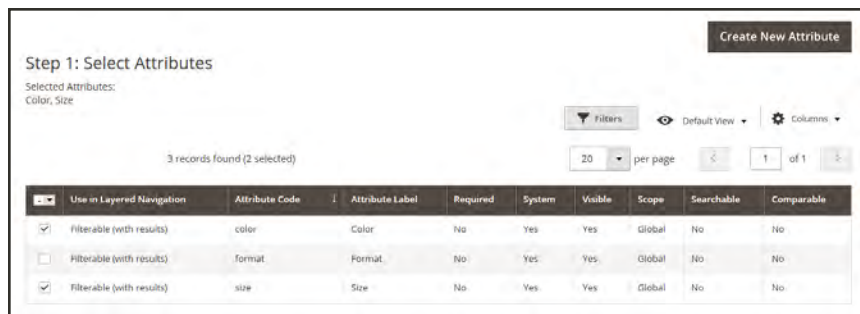 Create New Attribute
Step 1: Select Attributes
Selected Attributes:
Color, Size
Filters Default View Columns
3 records found (2 selected) 20 per page 1 of 1
Use in Layered Navigation Attribute Code Attribute Label Required System Visible Scope Searchable Comparable
Filterable (with results) color Color No Yes Yes Global No No
Filterable (with results) format Format No Yes Yes Global No No
Filterable (with results) size Size No Yes Yes Global No No